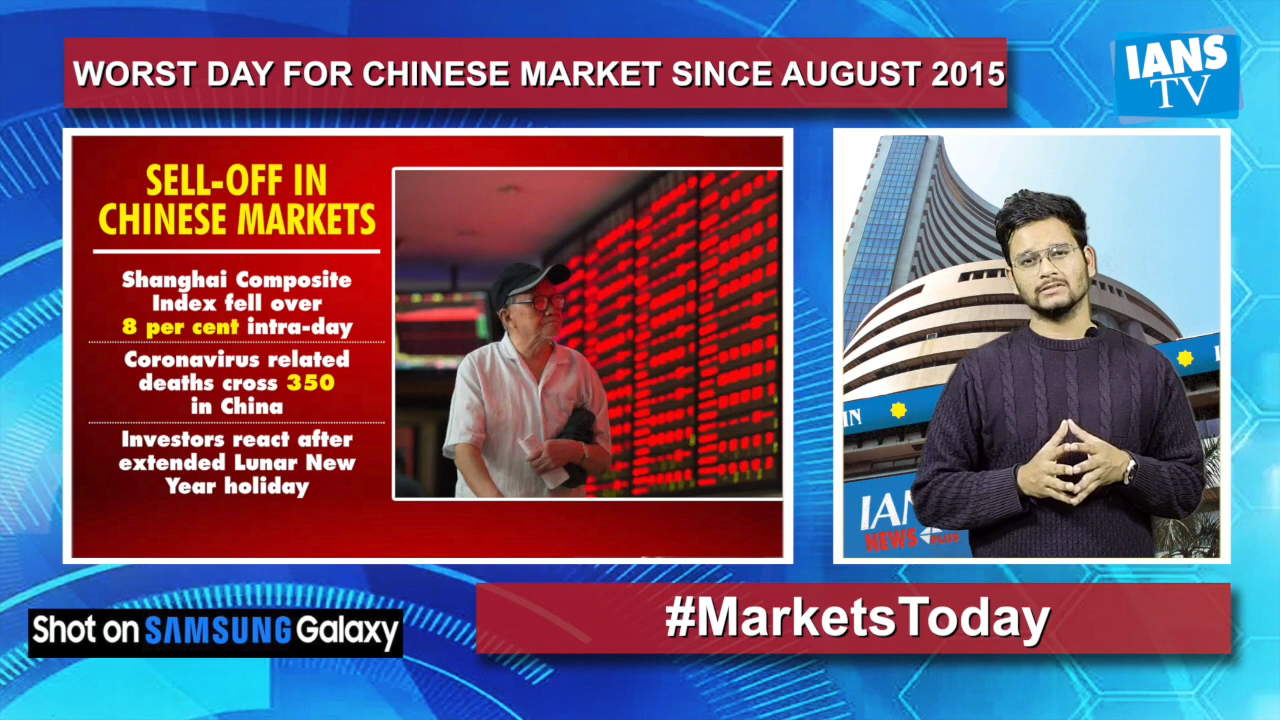 WORST DAY FOR CHINESE MARKET SINCE AUGUST 2015
IANS
TV
SELL-OFF IN
CHINESE MARKETS
Shanghai Composite
Index fell over
8 per cent intra-day
Coronavirus related
deaths cross 350
in China
Investors react after
extended Lunar New
Year holiday
IN
IAN
NEWS
#MarketsToday
Shot on SAMSUNG Galaxy